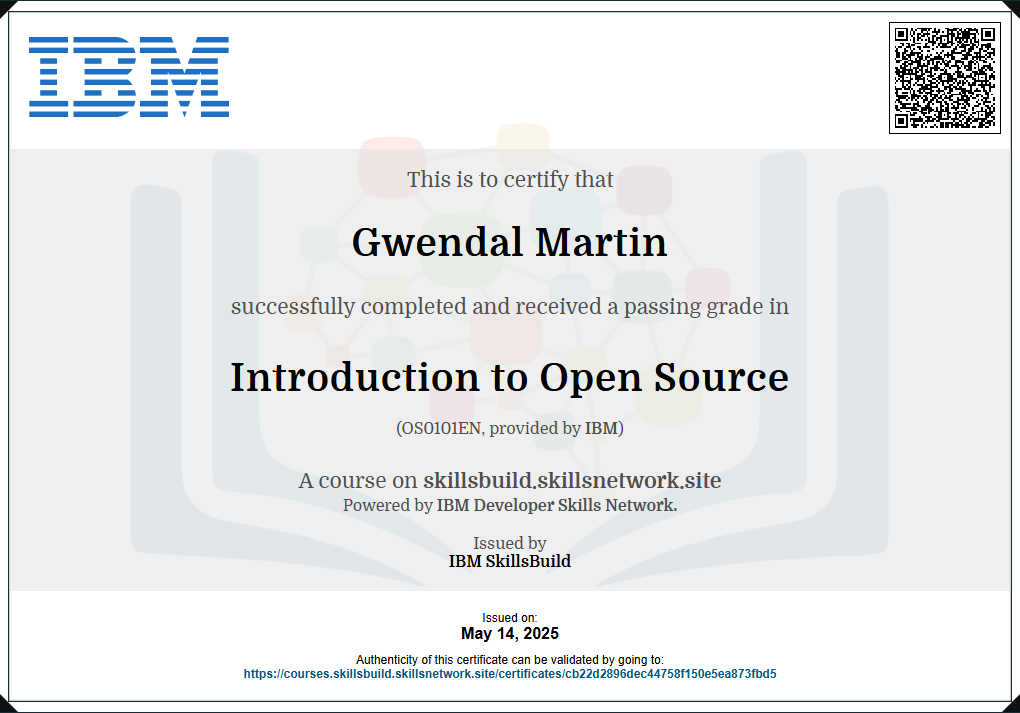 IBM
This is to certify that
Gwendal Martin
successfully completed and received a passing grade in
Introduction to Open Source
(OS0101EN, provided by IBM)
A course on skillsbuild.skillsnetwork.site
Powered by IBM Developer Skills Network.
Issued by
IBM SkillsBuild
Issued on:
May 14, 2025
Authenticity of this certificate can be validated by going to:
https://courses.skillsbuild.skillsnetwork.site/certificates/cb22d2896dec44758f150e5ea873fbd5